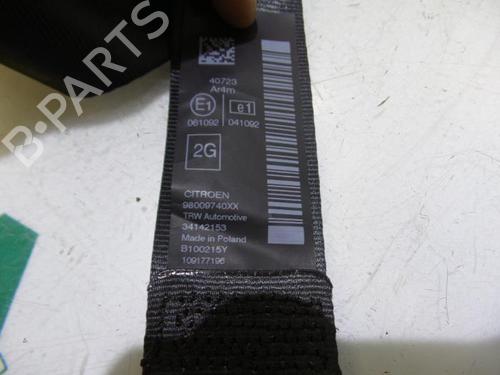 B-PARTS
40723
Ar4m
E1 e1
061092 041092
2G
CITROEN
98009740XX
TRW Automotive
34142153
Made in Poland
B100215Y
109177196